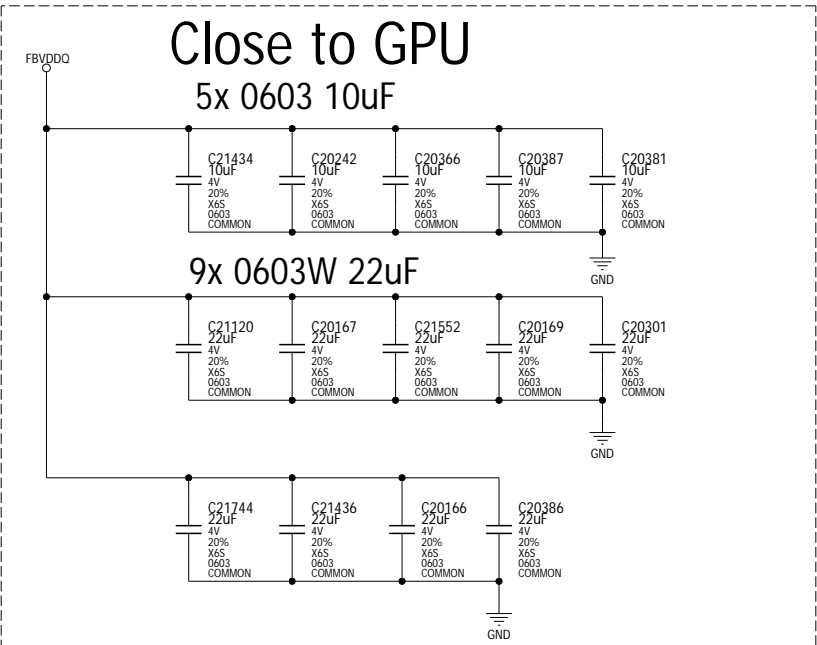 Close to GPU
FBVDDQ
5x 0603 10uF
C21434 C20242 C20366 C20387 C20381
10uF 10uF 10uF 10uF 10uF
4V 4V 4V 4V 4V
20% 20% 20% 20% 20%
X6S X6S X6S X6S X6S
0603 0603 0603 0603 0603
COMMON COMMON COMMON COMMON COMMON
GND
9x 0603W 22uF
C21120 C20167 C21552 C20169 C20301
22uF 22uF 22uF 22uF 22uF
4V 4V 4V 4V 4V
20% 20% 20% 20% 20%
X6S X6S X6S X6S X6S
0603 0603 0603 0603 0603
COMMON COMMON COMMON COMMON COMMON
GND
C21744 C21436 C20166 C20386
22uF 22uF 22uF 22uF
4V 4V 4V 4V
20% 20% 20% 20%
X6S X6S X6S X6S
0603 0603 0603 0603
COMMON COMMON COMMON COMMON
GND